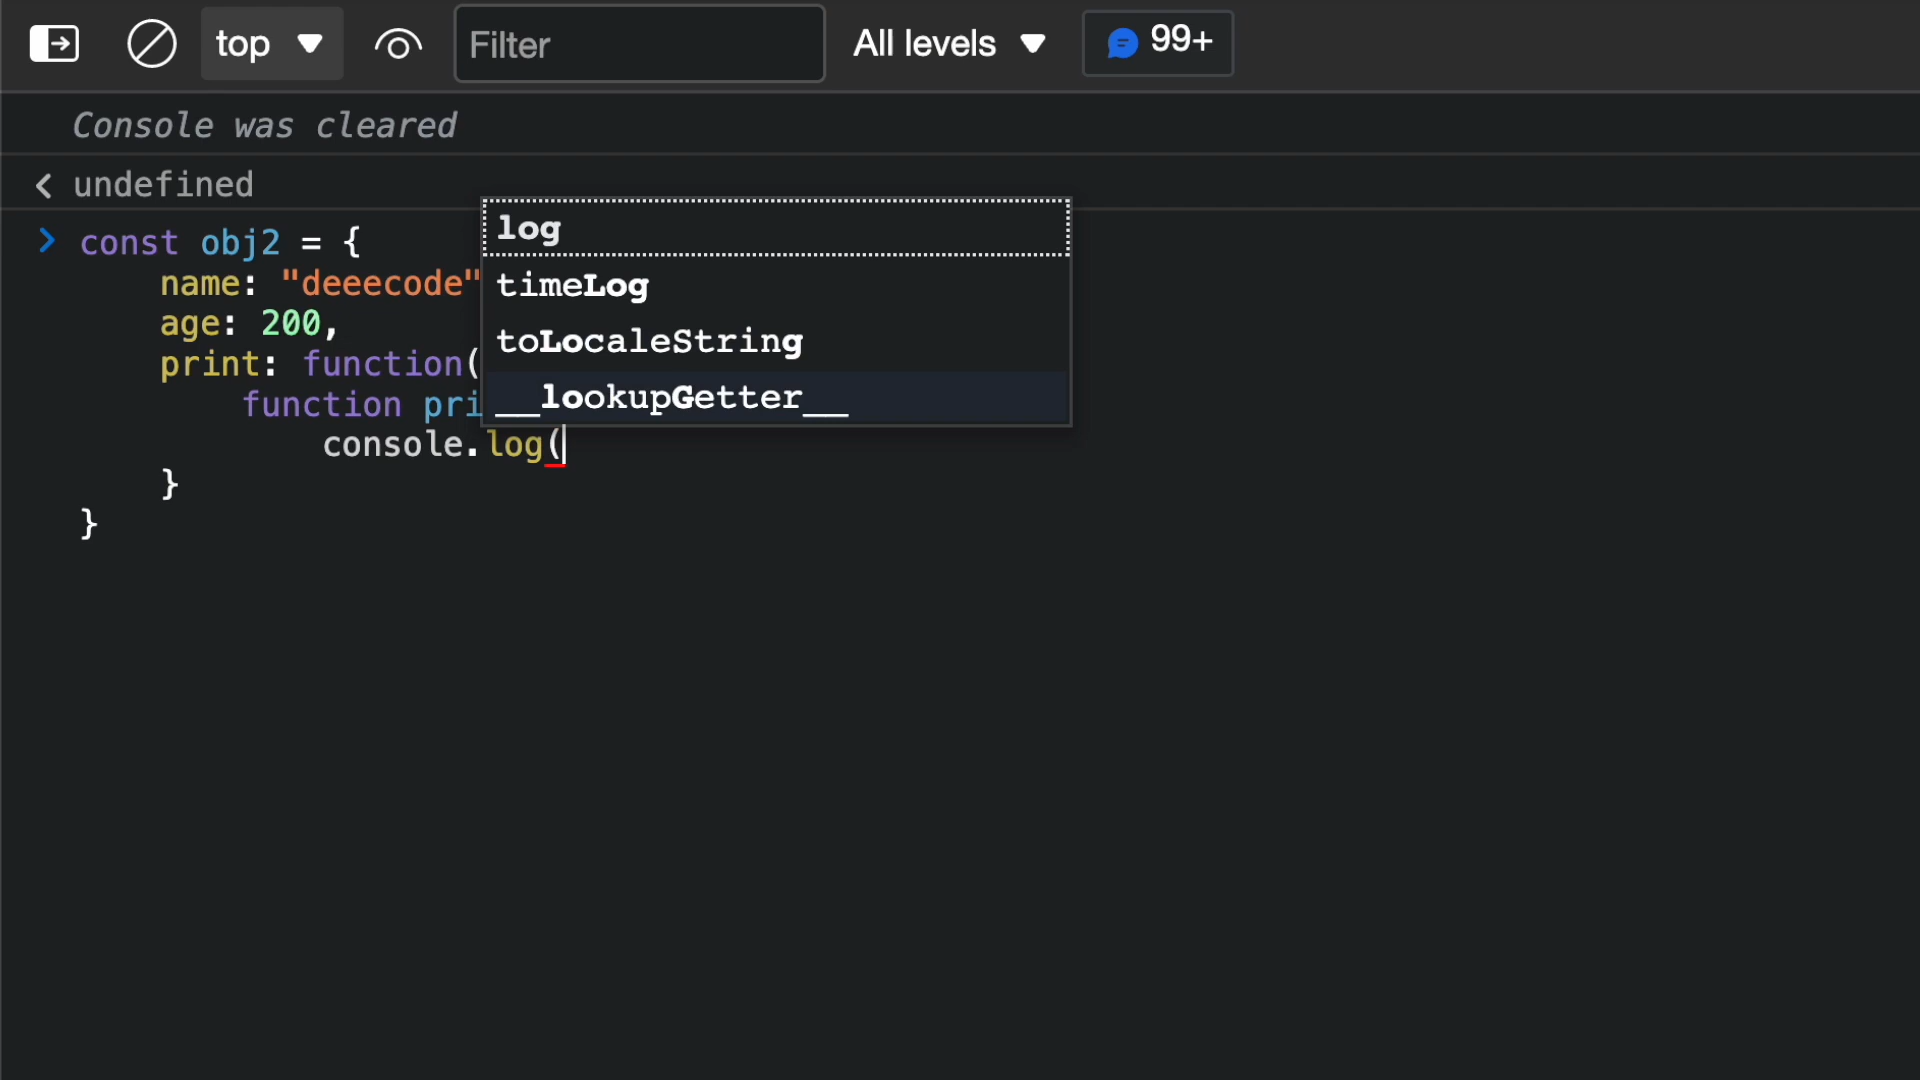 top Filter All levels 99+
Console was cleared
undefined
const obj2 = {
name: "deeecode"
age: 200,
print: function(
function pri
console.log(
}
}
log
timeLog
toLocaleString
__lookupGetter__